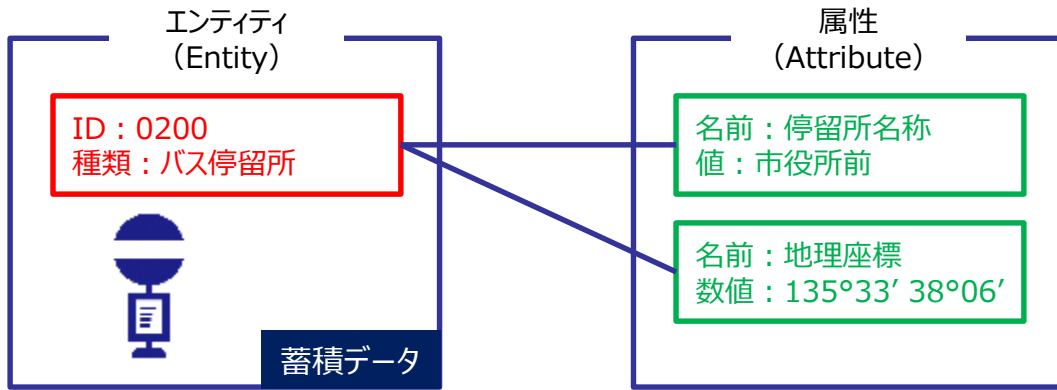 エンティティ
（Entity）
ID：0200
種類：バス停留所
蓄積データ
属性
（Attribute）
名前：停留所名称
値：市役所前
名前：地理座標
数値：135°33′ 38°06′